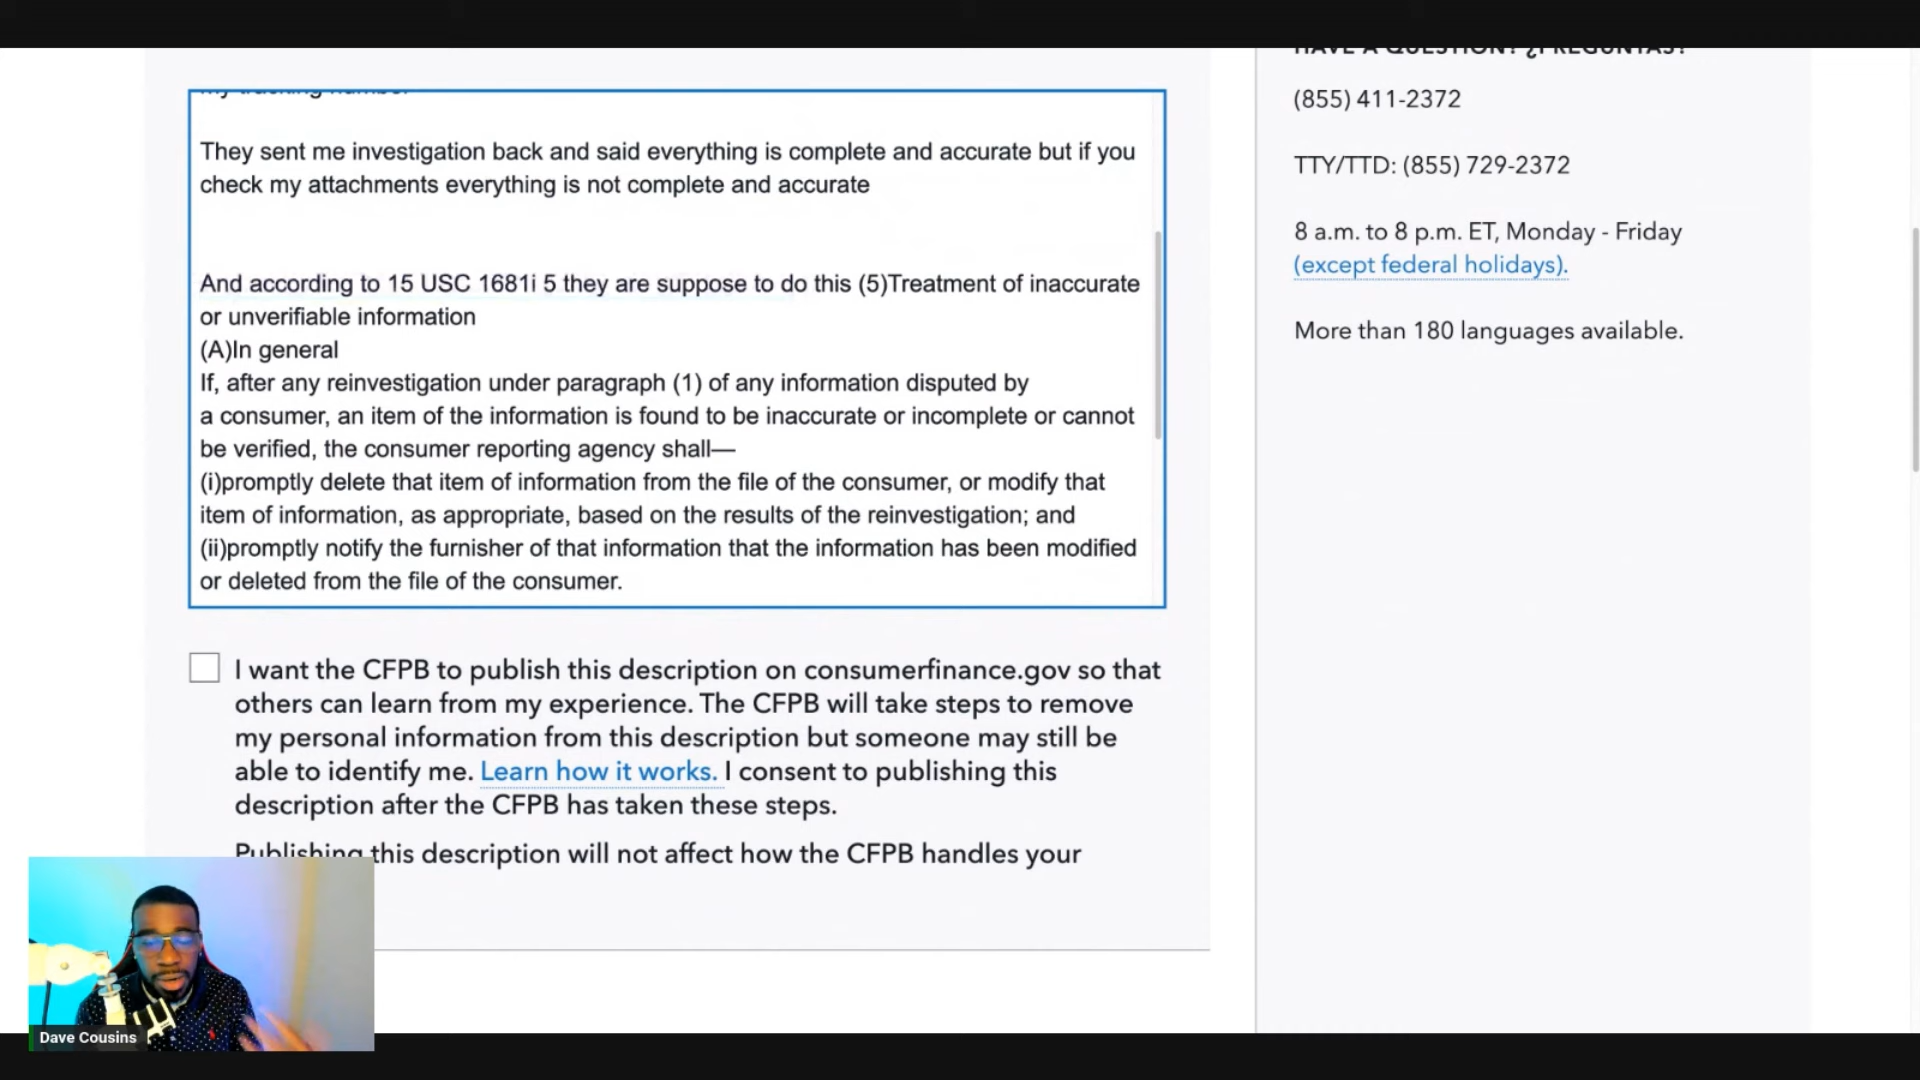 my tracking number
They sent me investigation back and said everything is complete and accurate but if you
check my attachments everything is not complete and accurate
And according to 15 USC 1681i 5 they are suppose to do this (5)Treatment of inaccurate
or unverifiable information
(A)In general
If, after any reinvestigation under paragraph (1) of any information disputed by
a consumer, an item of the information is found to be inaccurate or incomplete or cannot
be verified, the consumer reporting agency shall—
(i)promptly delete that item of information from the file of the consumer, or modify that
item of information, as appropriate, based on the results of the reinvestigation; and
(ii)promptly notify the furnisher of that information that the information has been modified
or deleted from the file of the consumer.
I want the CFPB to publish this description on consumerfinance.gov so that
others can learn from my experience. The CFPB will take steps to remove
my personal information from this description but someone may still be
able to identify me. Learn how it works. I consent to publishing this
description after the CFPB has taken these steps.
Publishing this description will not affect how the CFPB handles your
HAVE A QUESTION? ¿PREGUNTAS?
(855) 411-2372
TTY/TTD: (855) 729-2372
8 a.m. to 8 p.m. ET, Monday - Friday
(except federal holidays).
More than 180 languages available.
Dave Cousins